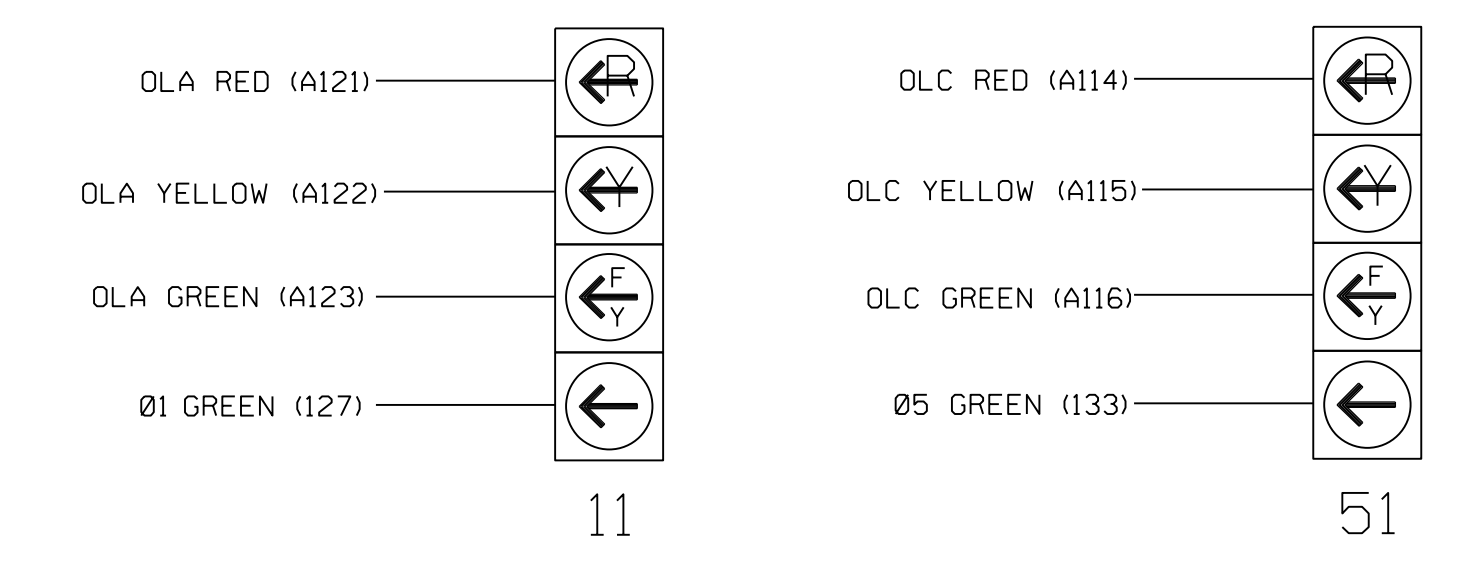 OLA RED (A121)
R
OLA YELLOW (A122)
Y
OLA GREEN (A123)
F
Y
Ø1 GREEN (127)
11
OLC RED (A114)
R
OLC YELLOW (A115)
Y
OLC GREEN (A116)
F
Y
Ø5 GREEN (133)
51